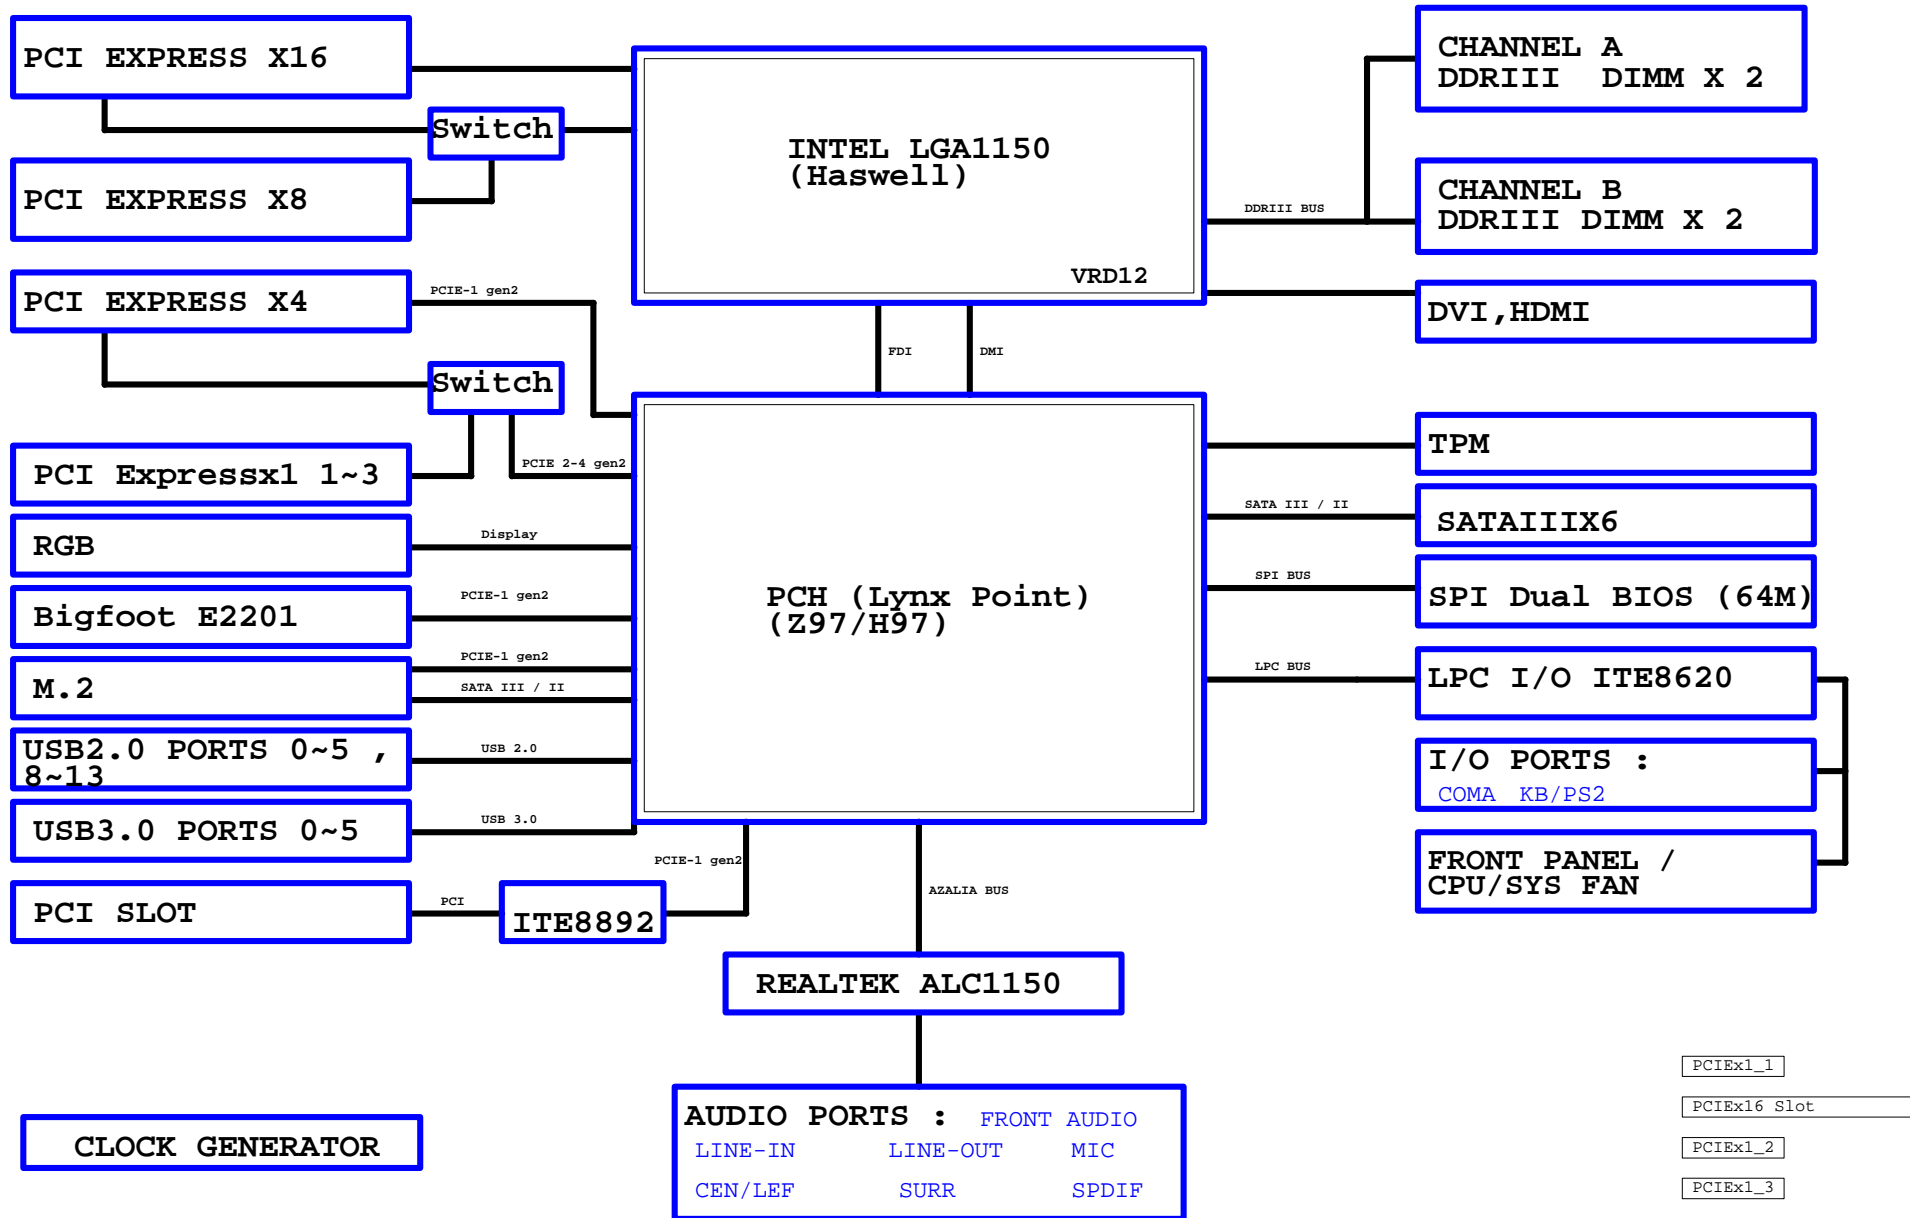 PCI EXPRESS X16
Switch
PCI EXPRESS X8
PCI EXPRESS X4
PCIE-1 gen2
Switch
PCI Expressx1 1~3
PCIE 2-4 gen2
RGB
Display
Bigfoot E2201
PCIE-1 gen2
M.2
PCIE-1 gen2
SATA III / II
USB2.0 PORTS 0~5 ,
8~13
USB 2.0
USB3.0 PORTS 0~5
USB 3.0
PCI SLOT
PCI
ITE8892
PCIE-1 gen2
INTEL LGA1150
(Haswell)
VRD12
FDI
DMI
PCH (Lynx Point)
(Z97/H97)
AZALIA BUS
REALTEK ALC1150
AUDIO PORTS : FRONT AUDIO
LINE-IN LINE-OUT MIC
CEN/LEF SURR SPDIF
CHANNEL A
DDRIII DIMM X 2
DDRIII BUS
CHANNEL B
DDRIII DIMM X 2
DVI,HDMI
TPM
SATA III / II
SATAIIIX6
SPI BUS
SPI Dual BIOS (64M)
LPC BUS
LPC I/O ITE8620
I/O PORTS :
COMA KB/PS2
FRONT PANEL /
CPU/SYS FAN
CLOCK GENERATOR
PCIEx1_1
PCIEx16 Slot
PCIEx1_2
PCIEx1_3